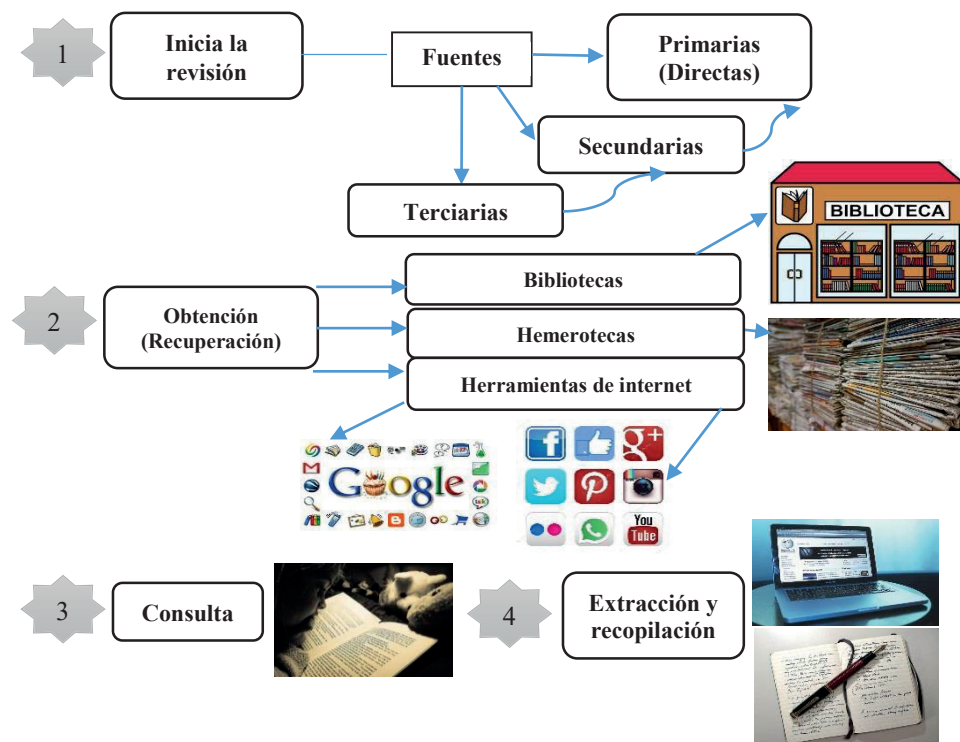 1
Inicia la
revisión
Fuentes
Primarias
(Directas)
Secundarias
Terciarias
BIBLIOTECA
2
Obtención
(Recuperación)
Bibliotecas
Hemerotecas
Herramientas de internet
Google
You
Tube
3
Consulta
4
Extracción y
recopilación